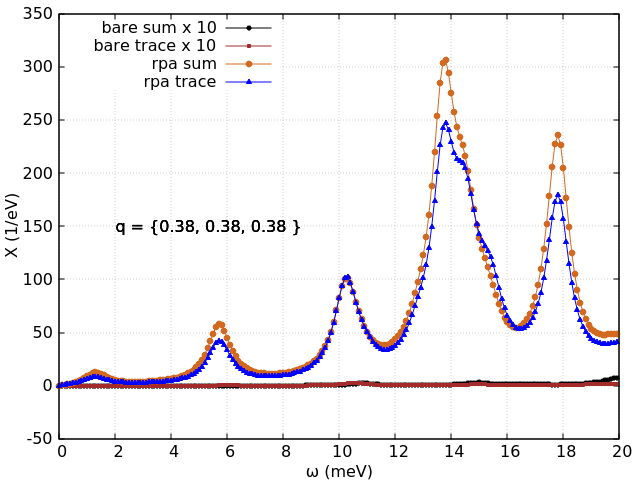 350
300
250
200
150
100
50
0
-50
X (1/eV)
bare sum x 10
bare trace x 10
rpa sum
rpa trace
q = {0.38, 0.38, 0.38 }
0 2 4 6 8 10 12 14 16 18 20
ω (meV)